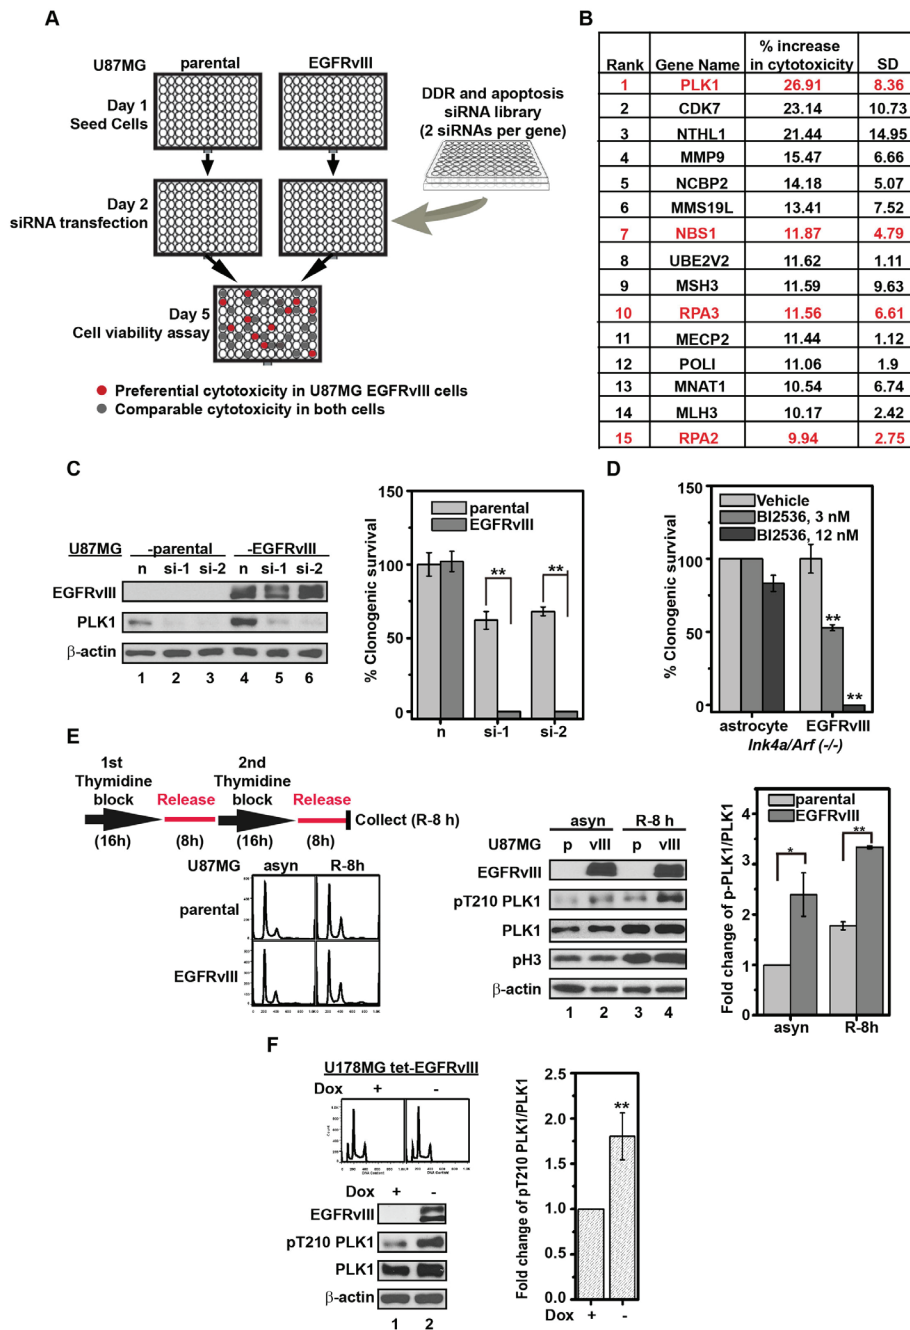 A
U87MG
parental
EGFRvIII
Day 1
Seed Cells
Day 2
siRNA transfection
DDR and apoptosis
siRNA library
(2 siRNAs per gene)
Day 5
Cell viability assay
Preferential cytotoxicity in U87MG EGFRvIII cells
Comparable cytotoxicity in both cells
B
Rank Gene Name % increase in cytotoxicity SD
1 PLK1 26.91 8.36
2 CDK7 23.14 10.73
3 NTHL1 21.44 14.95
4 MMP9 15.47 6.66
5 NCBP2 14.18 5.07
6 MMS19L 13.41 7.52
7 NBS1 11.87 4.79
8 UBE2V2 11.62 1.11
9 MSH3 11.59 9.63
10 RPA3 11.56 6.61
11 MECP2 11.44 1.12
12 POLI 11.06 1.9
13 MNAT1 10.54 6.74
14 MLH3 10.17 2.42
15 RPA2 9.94 2.75
C
U87MG -parental -EGFRvIII
n si-1 si-2 n si-1 si-2
EGFRvIII
PLK1
β-actin
1 2 3 4 5 6
% Clonogenic survival
150
100
50
0
parental
EGFRvIII
** **
n si-1 si-2
D
% Clonogenic survival
150
100
50
0
Vehicle
BI2536, 3 nM
BI2536, 12 nM
**
**
astrocyte EGFRvIII
Ink4a/Arf (-/-)
E
1st
Thymidine
block
Release
2nd
Thymidine
block
Release
Collect (R-8 h)
(16h) (8h) (16h) (8h)
U87MG asyn R-8h
parental
EGFRvIII
asyn R-8 h
U87MG p vIII p vIII
EGFRvIII
pT210 PLK1
PLK1
pH3
β-actin
1 2 3 4
Fold change of p-PLK1/PLK1
4
3
2
1
0
parental
EGFRvIII
* **
asyn R-8h
F
U178MG tet-EGFRvIII
Dox + -
Dox + -
EGFRvIII
pT210 PLK1
PLK1
β-actin
1 2
Fold change of pT210 PLK1/PLK1
2.5
2.0
1.5
1.0
0.5
0.0
**
Dox + -